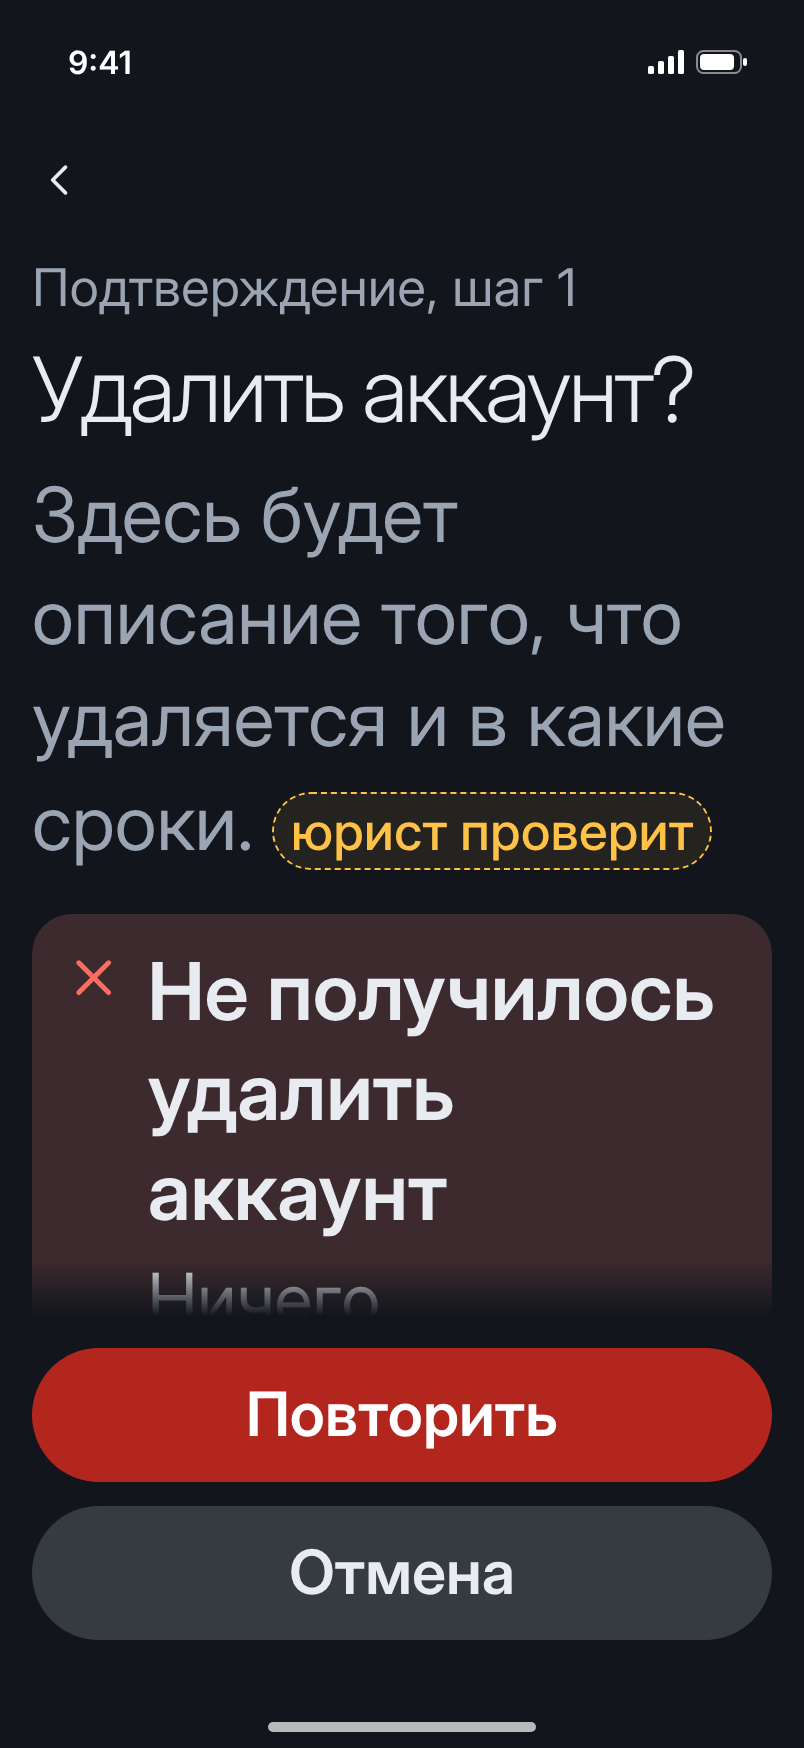 9:41
Подтверждение, шаг 1
Удалить аккаунт?
Здесь будет
описание того, что
удаляется и в какие
сроки. юрист проверит
Не получилось
удалить
аккаунт
Ничего
Повторить
Отмена